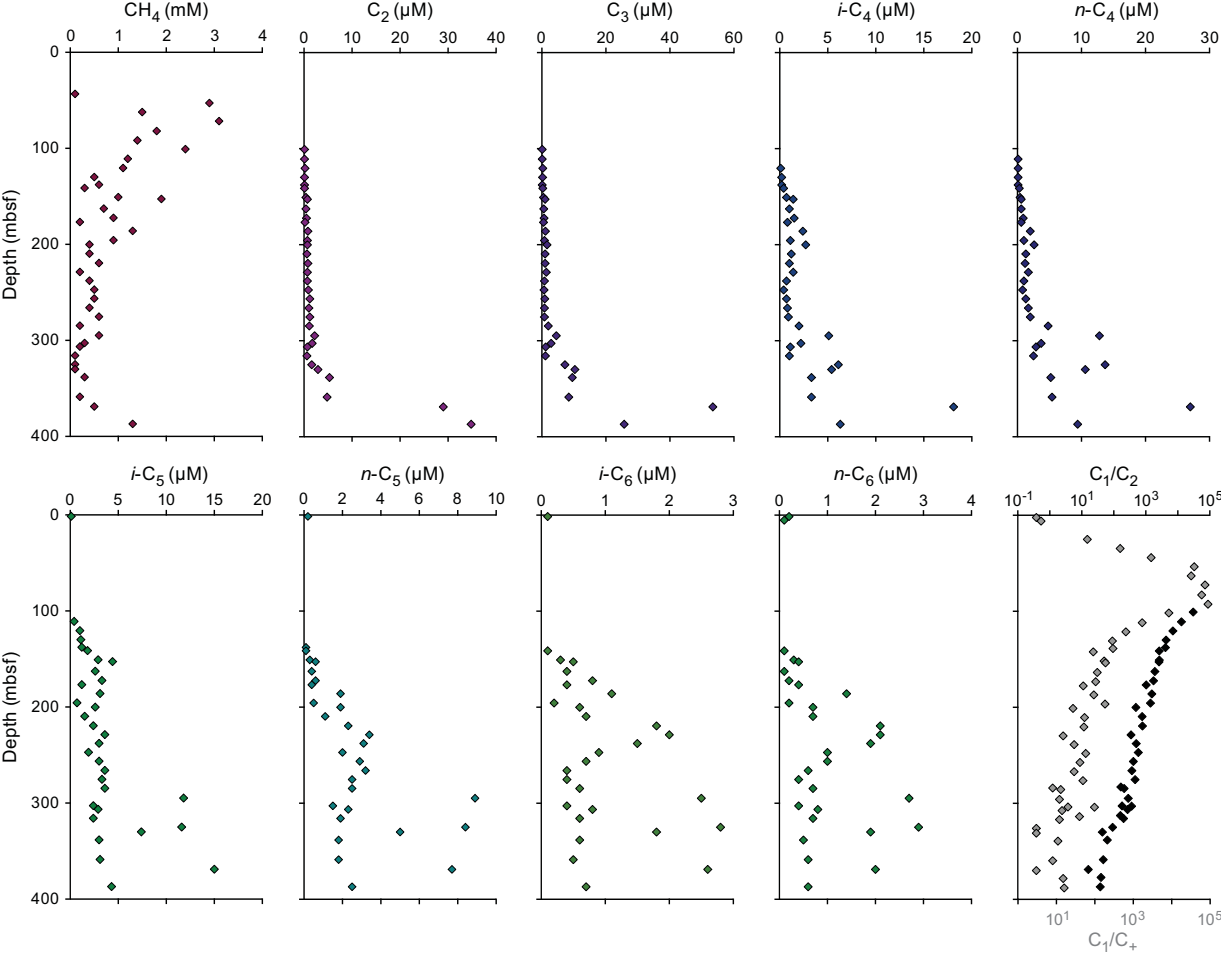 CH4 (mM) C2 (µM) C3 (µM) i-C4 (µM) n-C4 (µM)
0 1 2 3 4 0 10 20 30 40 0 20 40 60 0 5 10 15 20 0 10 20 30
0
100
200
300
400
Depth (mbsf)
i-C5 (µM) n-C5 (µM) i-C6 (µM) n-C6 (µM) C1/C2
0 5 10 15 20 0 2 4 6 8 10 0 1 2 3 0 1 2 3 4 10-1 101 103 105
0
100
200
300
400
Depth (mbsf)
101 103 105
C1/C+